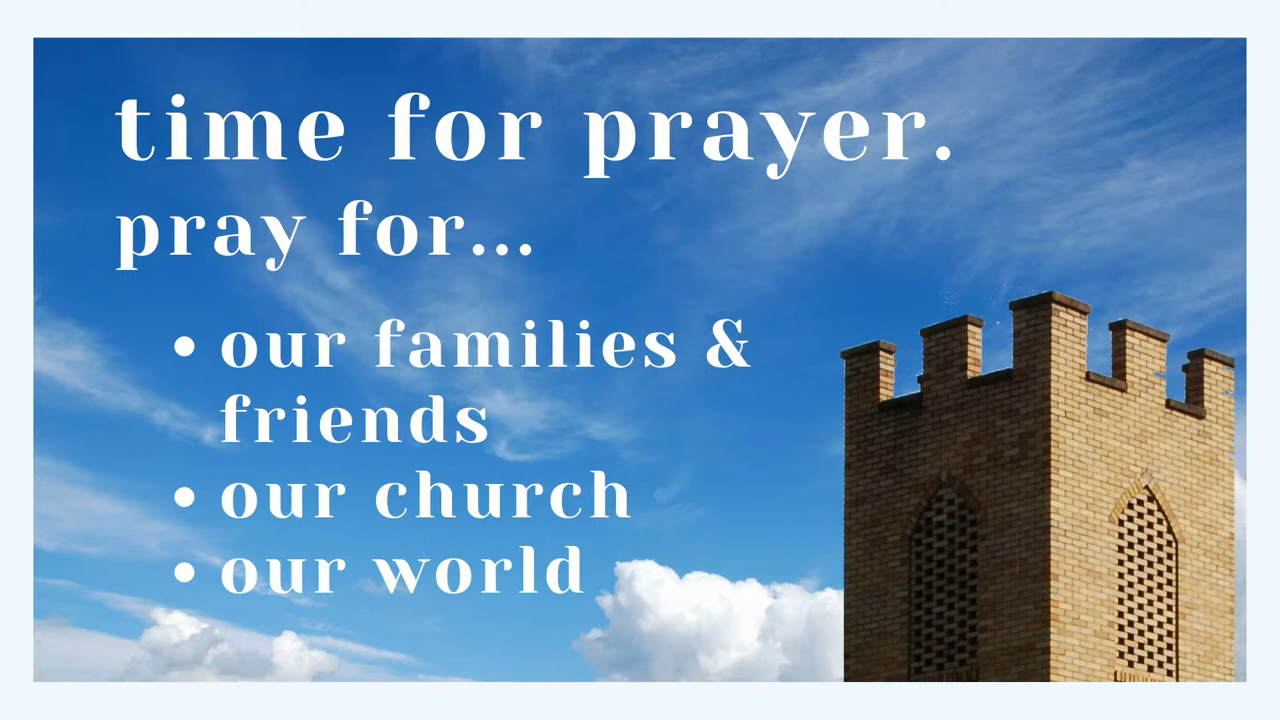 time for prayer.
pray for...
• our families &
friends
• our church
• our world